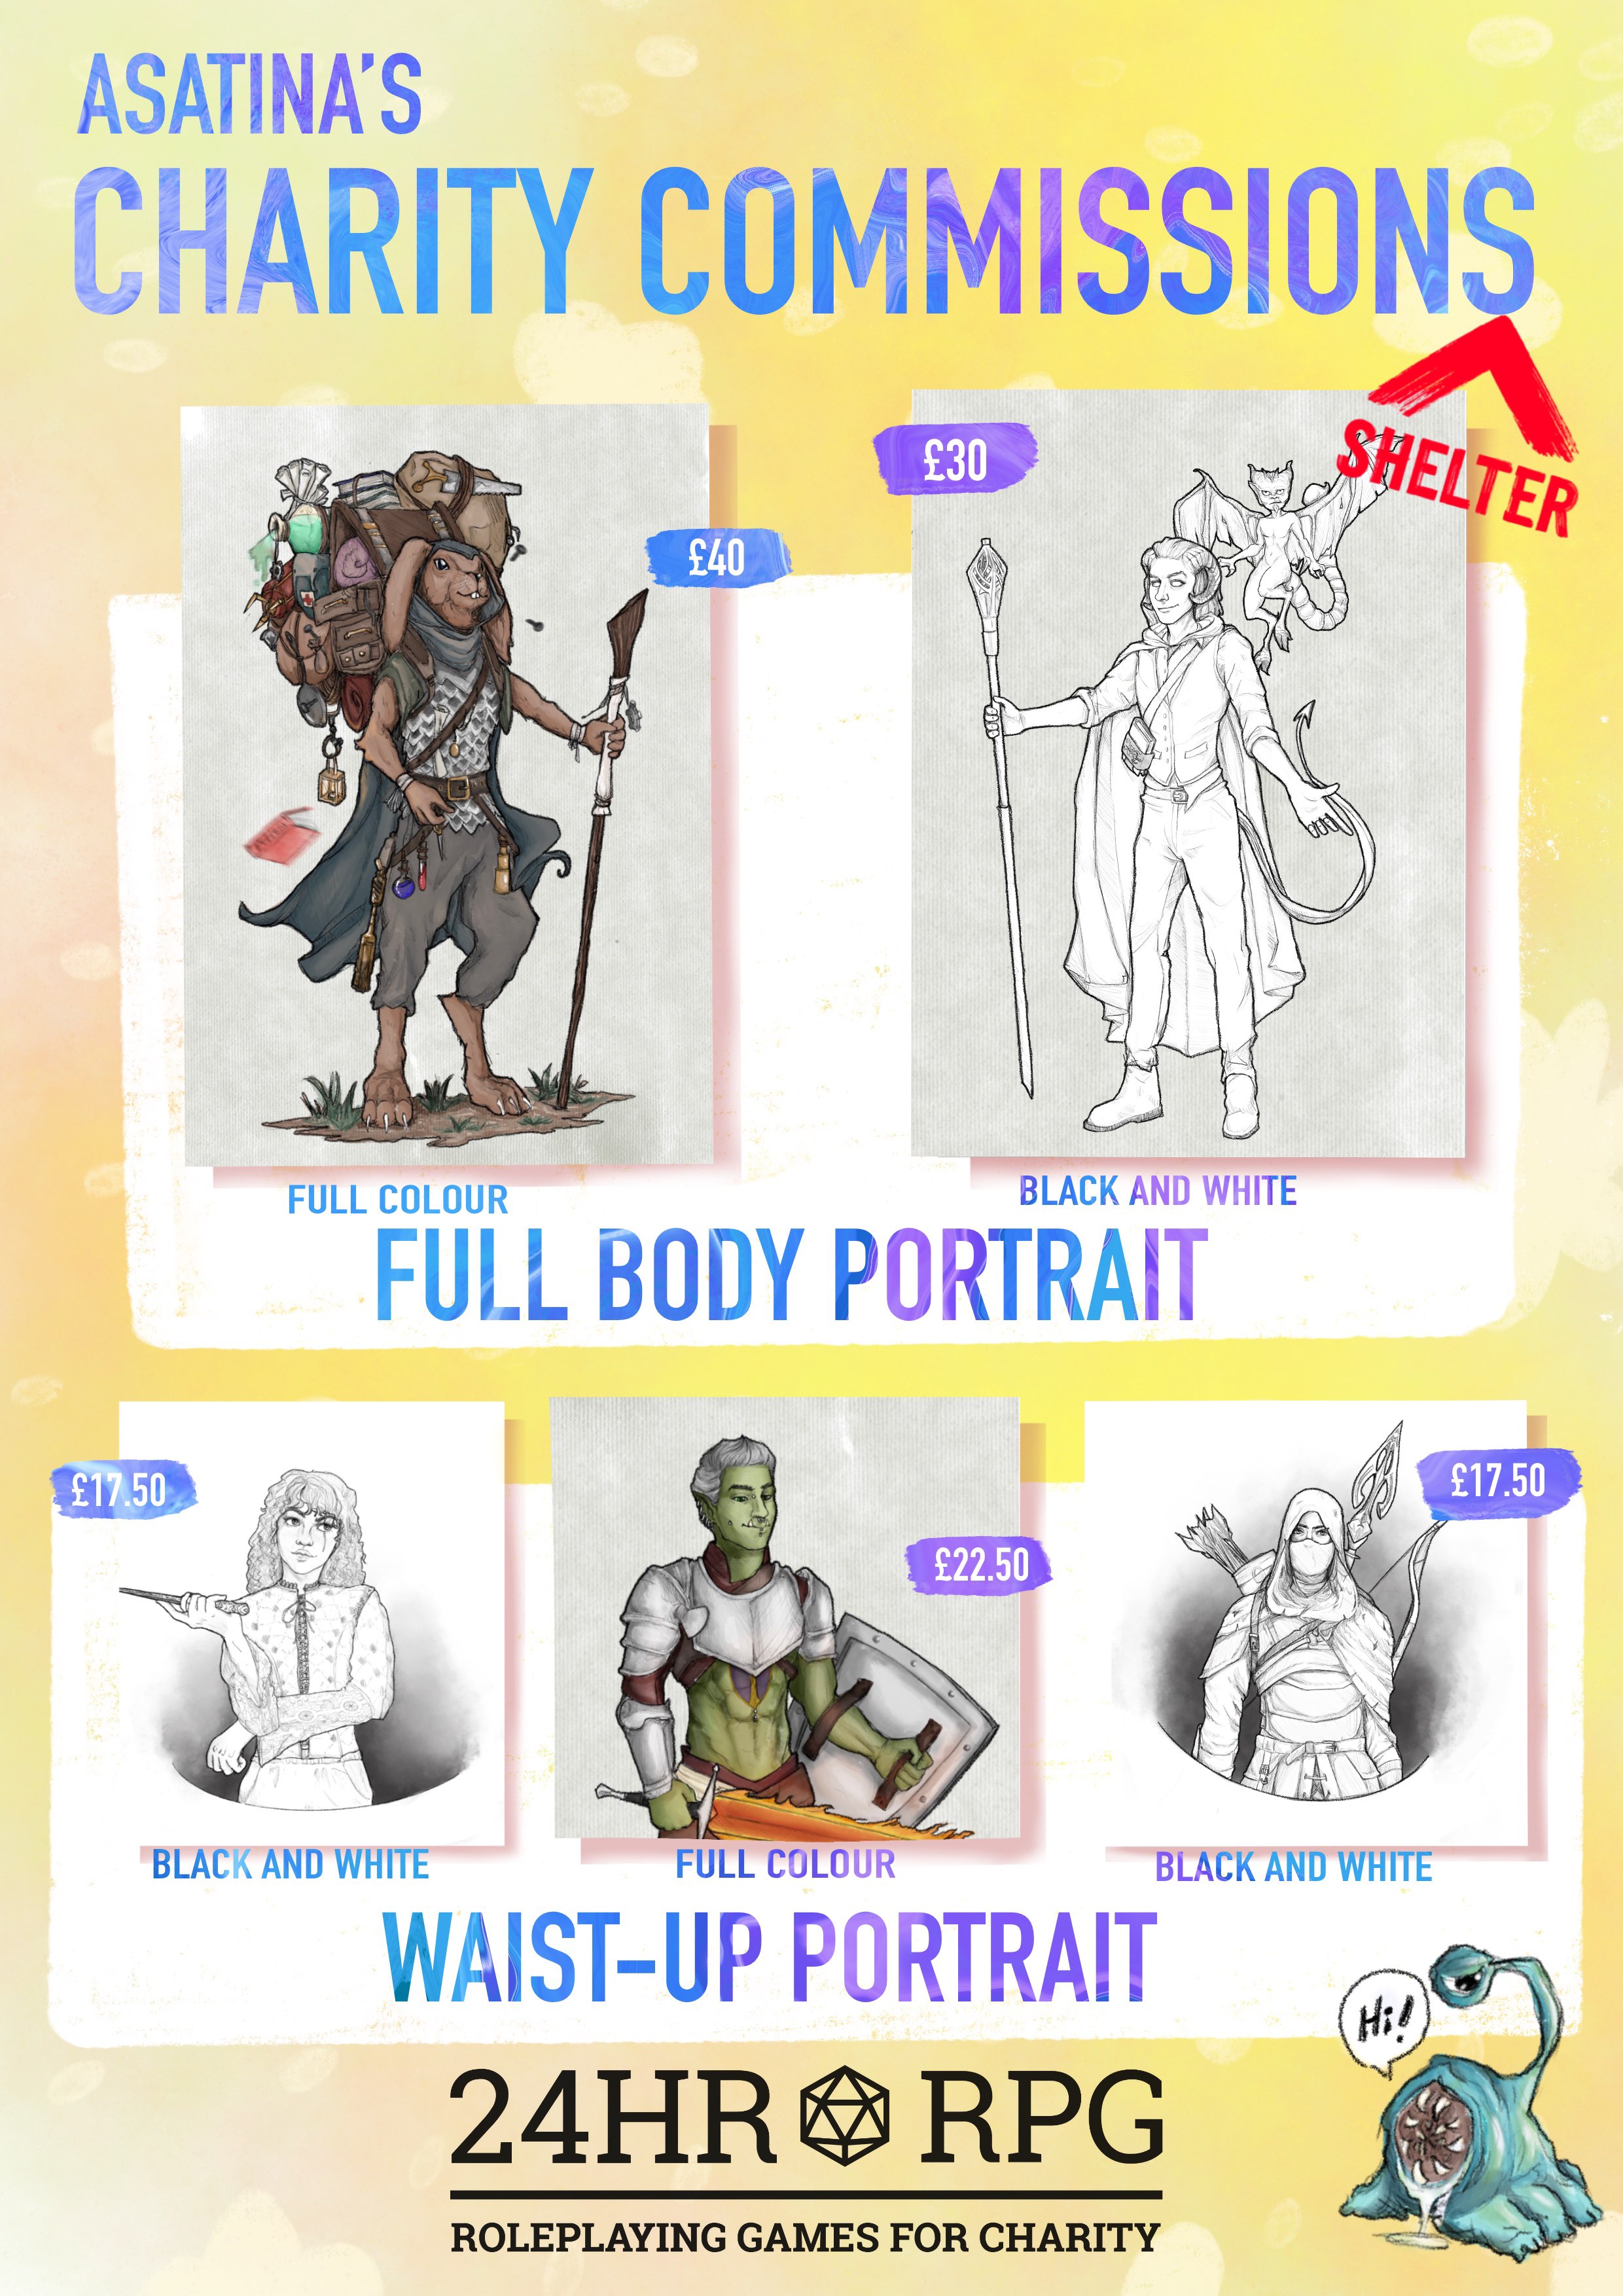 ASATINA'S
CHARITY COMMISSIONS
SHELTER
£40
£30
FULL COLOUR
BLACK AND WHITE
FULL BODY PORTRAIT
£17.50
£22.50
£17.50
BLACK AND WHITE
FULL COLOUR
BLACK AND WHITE
WAIST-UP PORTRAIT
Hi!
24HR RPG
ROLEPLAYING GAMES FOR CHARITY